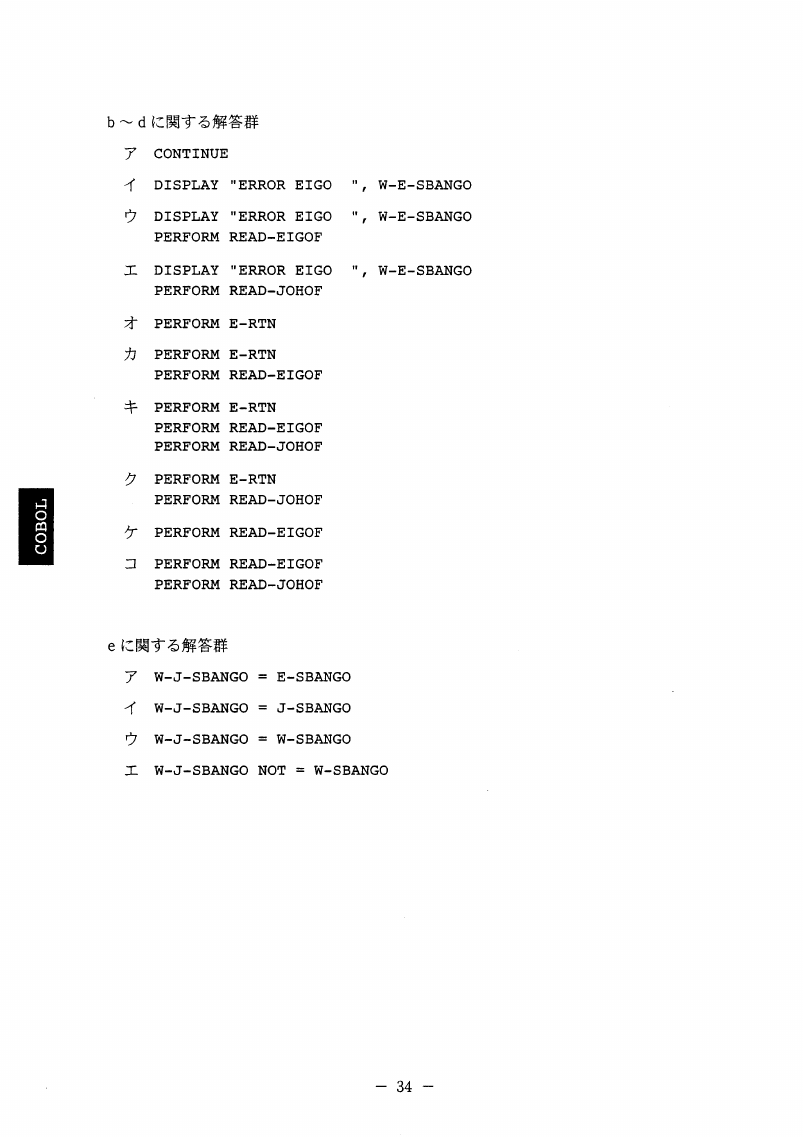 b～dに関する解答群
ア CONTINUE
イ DISPLAY "ERROR EIGO  ", W-E-SBANGO
ウ DISPLAY "ERROR EIGO  ", W-E-SBANGO
PERFORM READ-EIGOF
エ DISPLAY "ERROR EIGO  ", W-E-SBANGO
PERFORM READ-JOHOF
オ PERFORM E-RTN
カ PERFORM E-RTN
PERFORM READ-EIGOF
キ PERFORM E-RTN
PERFORM READ-EIGOF
PERFORM READ-JOHOF
ク PERFORM E-RTN
PERFORM READ-JOHOF
COBOL
ケ PERFORM READ-EIGOF
コ PERFORM READ-EIGOF
PERFORM READ-JOHOF
eに関する解答群
ア W-J-SBANGO = E-SBANGO
イ W-J-SBANGO = J-SBANGO
ウ W-J-SBANGO = W-SBANGO
エ W-J-SBANGO NOT = W-SBANGO
－ 34 －